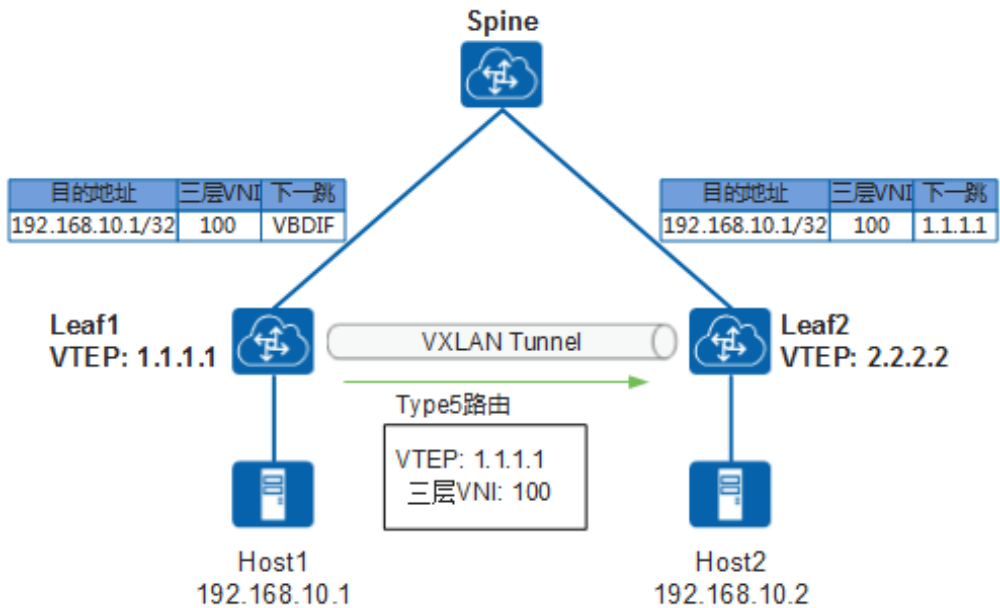 Spine
目的地址 三层VNI 下一跳
192.168.10.1/32 100 VBDIF
目的地址 三层VNI 下一跳
192.168.10.1/32 100 1.1.1.1
Leaf1
VTEP: 1.1.1.1
VXLAN Tunnel
Leaf2
VTEP: 2.2.2.2
Type5路由
VTEP: 1.1.1.1
三层VNI: 100
Host1
192.168.10.1
Host2
192.168.10.2